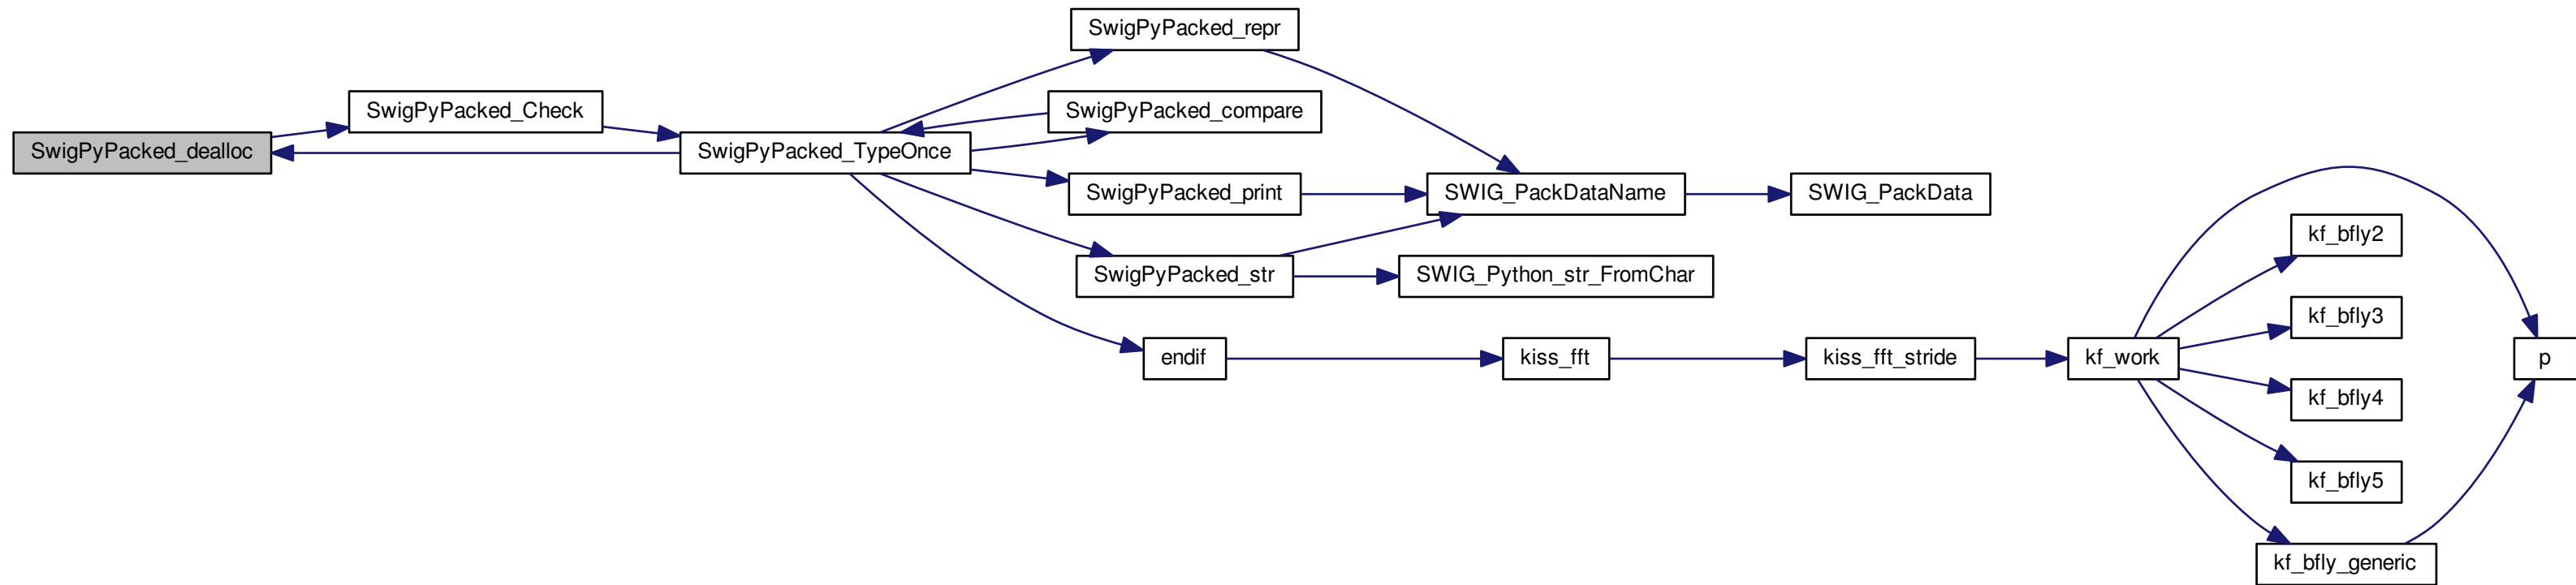 SwigPyPacked_dealloc
SwigPyPacked_Check
SwigPyPacked_TypeOnce
SwigPyPacked_repr
SwigPyPacked_compare
SwigPyPacked_print
SwigPyPacked_str
endif
SWIG_PackDataName
SWIG_Python_str_FromChar
kiss_fft
SWIG_PackData
kiss_fft_stride
kf_work
kf_bfly2
kf_bfly3
kf_bfly4
kf_bfly5
kf_bfly_generic
p